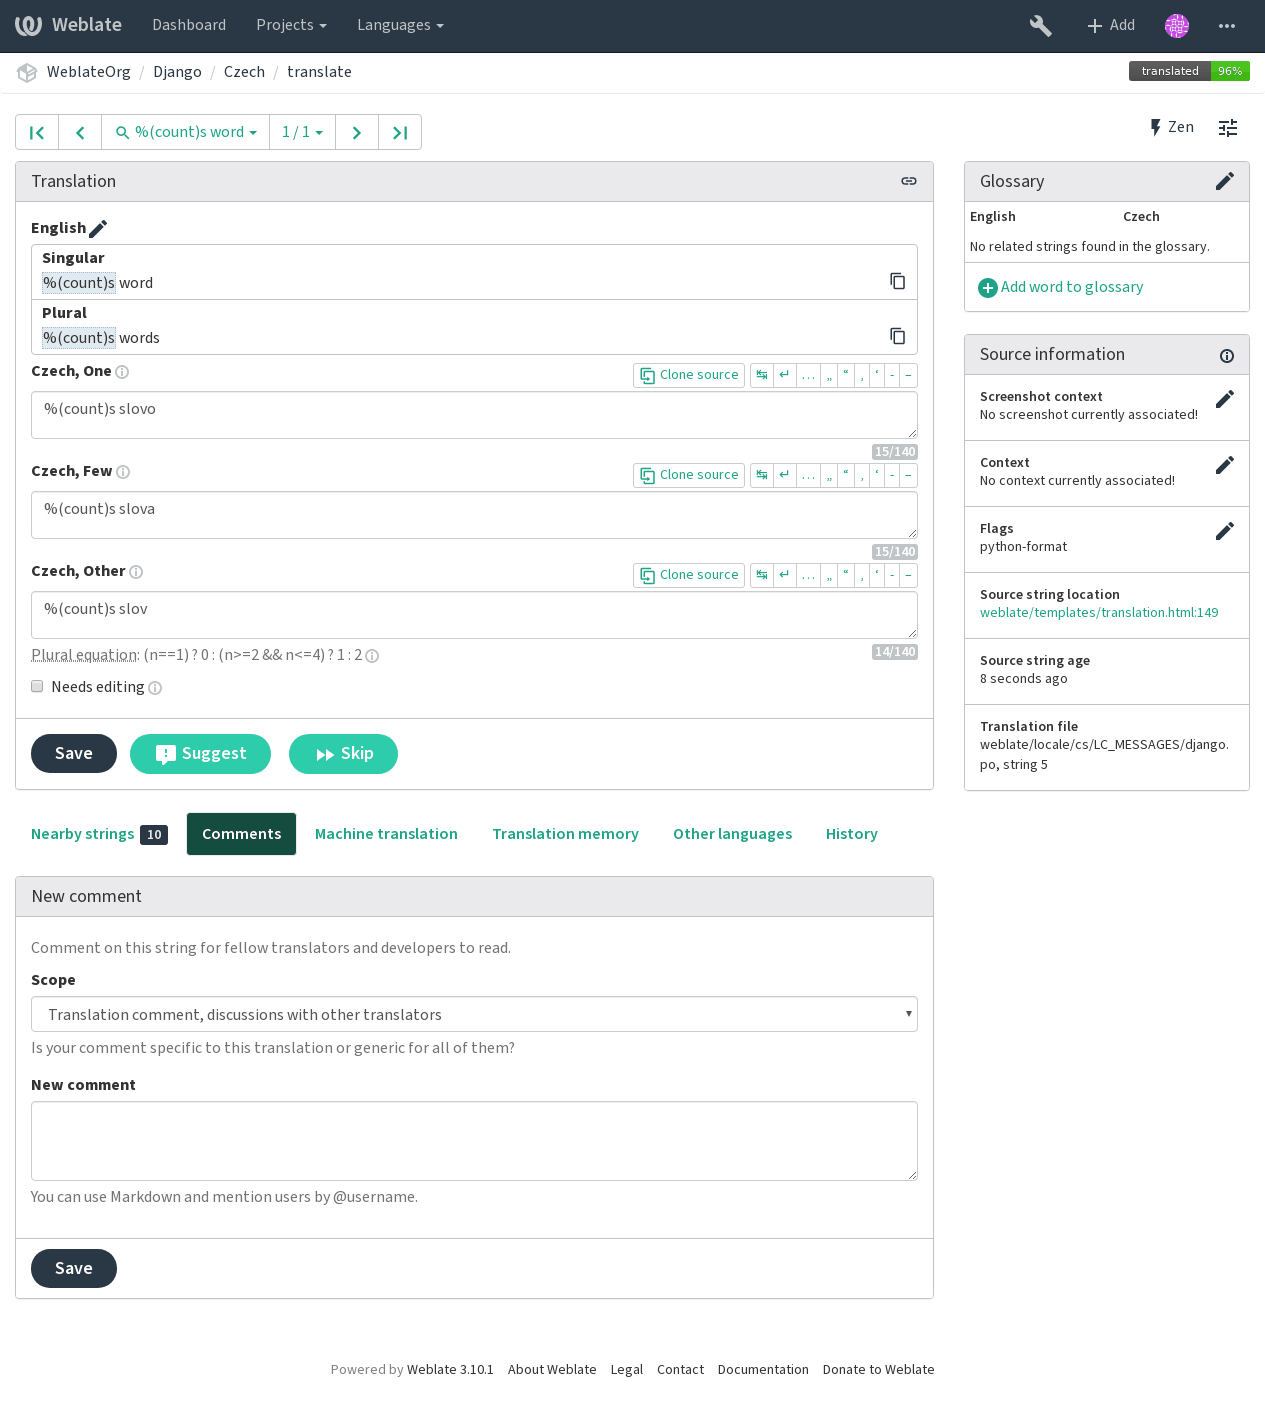 Weblate Dashboard Projects Languages Add
WeblateOrg / Django / Czech / translate translated 96%
%(count)s word 1 / 1 Zen
Translation
English
Singular
%(count)s word
Plural
%(count)s words
Czech, One Clone source ↹ ↵ … „ “ ‚ ‘ - –
%(count)s slovo
15/140
Czech, Few Clone source ↹ ↵ … „ “ ‚ ‘ - –
%(count)s slova
15/140
Czech, Other Clone source ↹ ↵ … „ “ ‚ ‘ - –
%(count)s slov
Plural equation: (n==1) ? 0 : (n>=2 && n<=4) ? 1 : 2 14/140
Needs editing
Save Suggest Skip
Glossary
English Czech
No related strings found in the glossary.
Add word to glossary
Source information
Screenshot context
No screenshot currently associated!
Context
No context currently associated!
Flags
python-format
Source string location
weblate/templates/translation.html:149
Source string age
8 seconds ago
Translation file
weblate/locale/cs/LC_MESSAGES/django.
po, string 5
Nearby strings 10 Comments Machine translation Translation memory Other languages History
New comment
Comment on this string for fellow translators and developers to read.
Scope
Translation comment, discussions with other translators
Is your comment specific to this translation or generic for all of them?
New comment
You can use Markdown and mention users by @username.
Save
Powered by Weblate 3.10.1 About Weblate Legal Contact Documentation Donate to Weblate